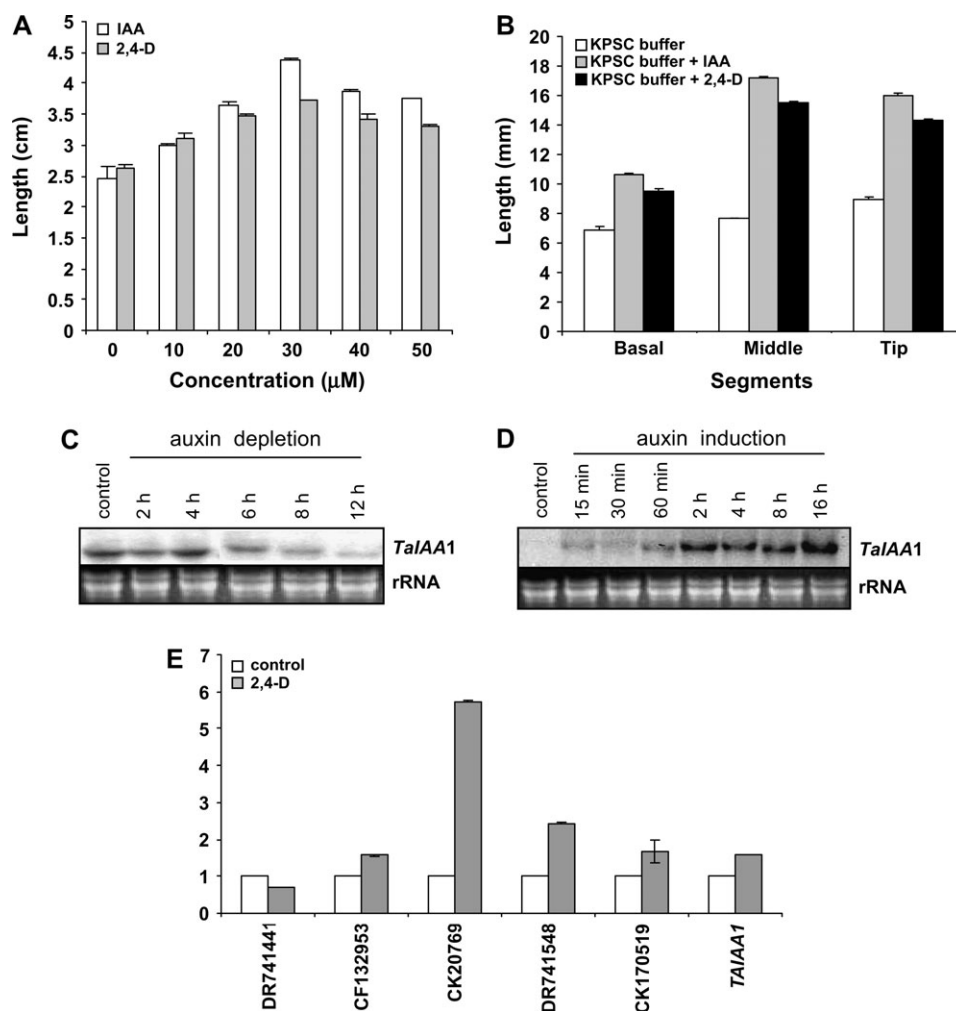 A
IAA
2,4-D
5
4.5
4
3.5
3
2.5
2
1.5
2
0.5
0
Length (cm)
0 10 20 30 40 50
Concentration (µM)
B
KPSC buffer
KPSC buffer + IAA
KPSC buffer + 2,4-D
20
18
16
14
12
10
8
6
4
2
0
Length (mm)
Basal Middle Tip
Segments
C
auxin depletion
control 2 h 4 h 6 h 8 h 12 h
TaIAA1
rRNA
D
auxin induction
control 15 min 30 min 60 min 2 h 4 h 8 h 16 h
TaIAA1
rRNA
E
control
2,4-D
7
6
5
4
3
2
1
0
DR741441
CF132953
CK20769
DR741548
CK170519
TAIAA1